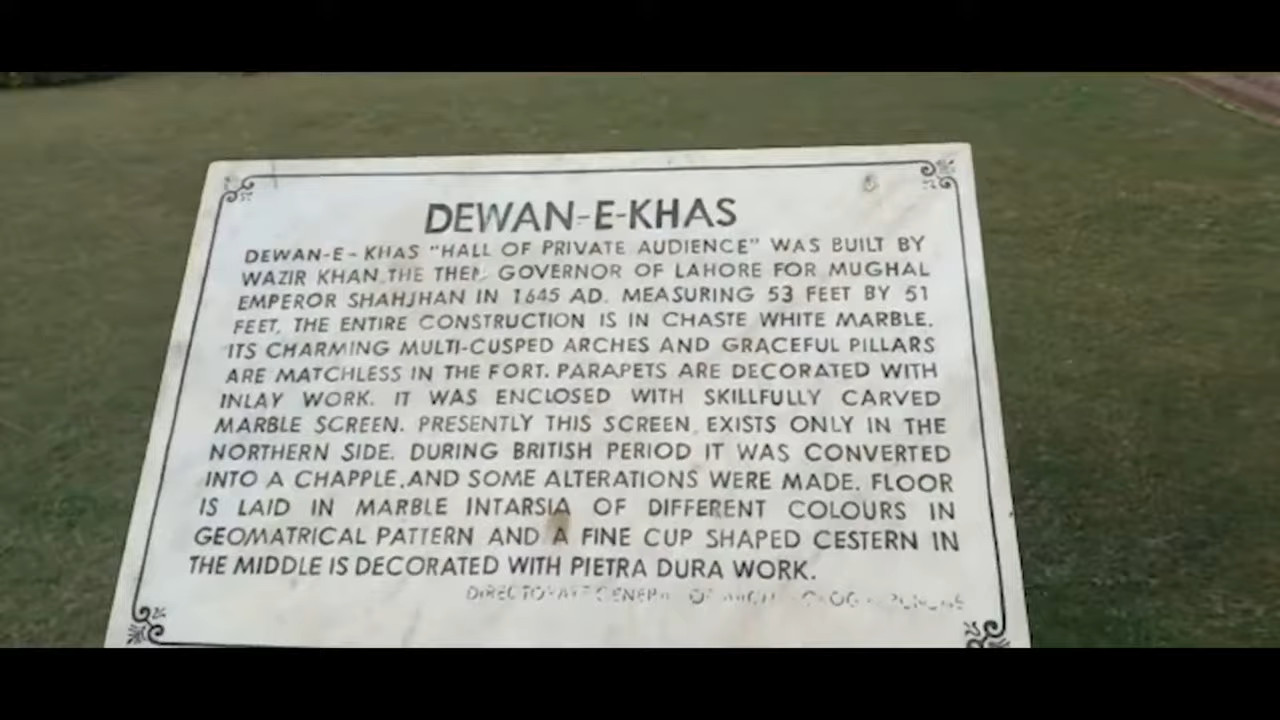 DEWAN-E-KHAS
DEWAN-E-KHAS "HALL OF PRIVATE AUDIENCE" WAS BUILT BY
WAZIR KHAN, THE THEN GOVERNOR OF LAHORE FOR MUGHAL
EMPEROR SHAHJHAN IN 1645 AD. MEASURING 53 FEET BY 51
FEET, THE ENTIRE CONSTRUCTION IS IN CHASTE WHITE MARBLE.
ITS CHARMING MULTI-CUSPED ARCHES AND GRACEFUL PILLARS
ARE MATCHLESS IN THE FORT. PARAPETS ARE DECORATED WITH
INLAY WORK. IT WAS ENCLOSED WITH SKILLFULLY CARVED
MARBLE SCREEN. PRESENTLY THIS SCREEN EXISTS ONLY IN THE
NORTHERN SIDE. DURING BRITISH PERIOD IT WAS CONVERTED
INTO A CHAPPLE, AND SOME ALTERATIONS WERE MADE. FLOOR
IS LAID IN MARBLE INTARSIA OF DIFFERENT COLOURS IN
GEOMATRICAL PATTERN AND A FINE CUP SHAPED CESTERN IN
THE MIDDLE IS DECORATED WITH PIETRA DURA WORK.
DIRECTORATE GENERAL OF